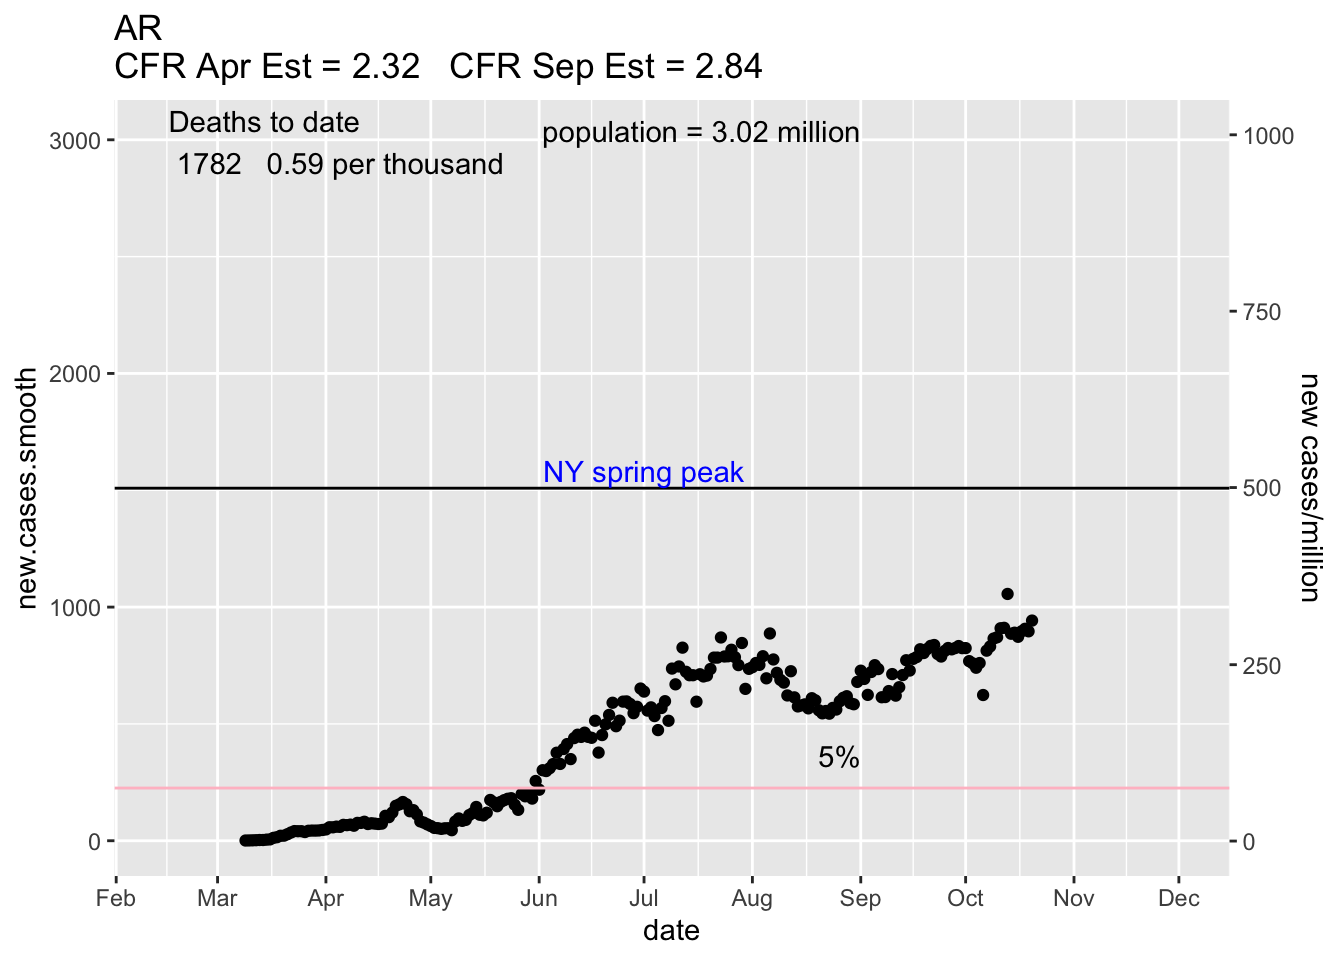 AR
CFR Apr Est = 2.32   CFR Sep Est = 2.84
Deaths to date
1782   0.59 per thousand
population = 3.02 million
NY spring peak
5%
new.cases.smooth
3000
2000
1000
0
new cases/million
1000
750
500
250
0
Feb Mar Apr May Jun Jul Aug Sep Oct Nov Dec
date